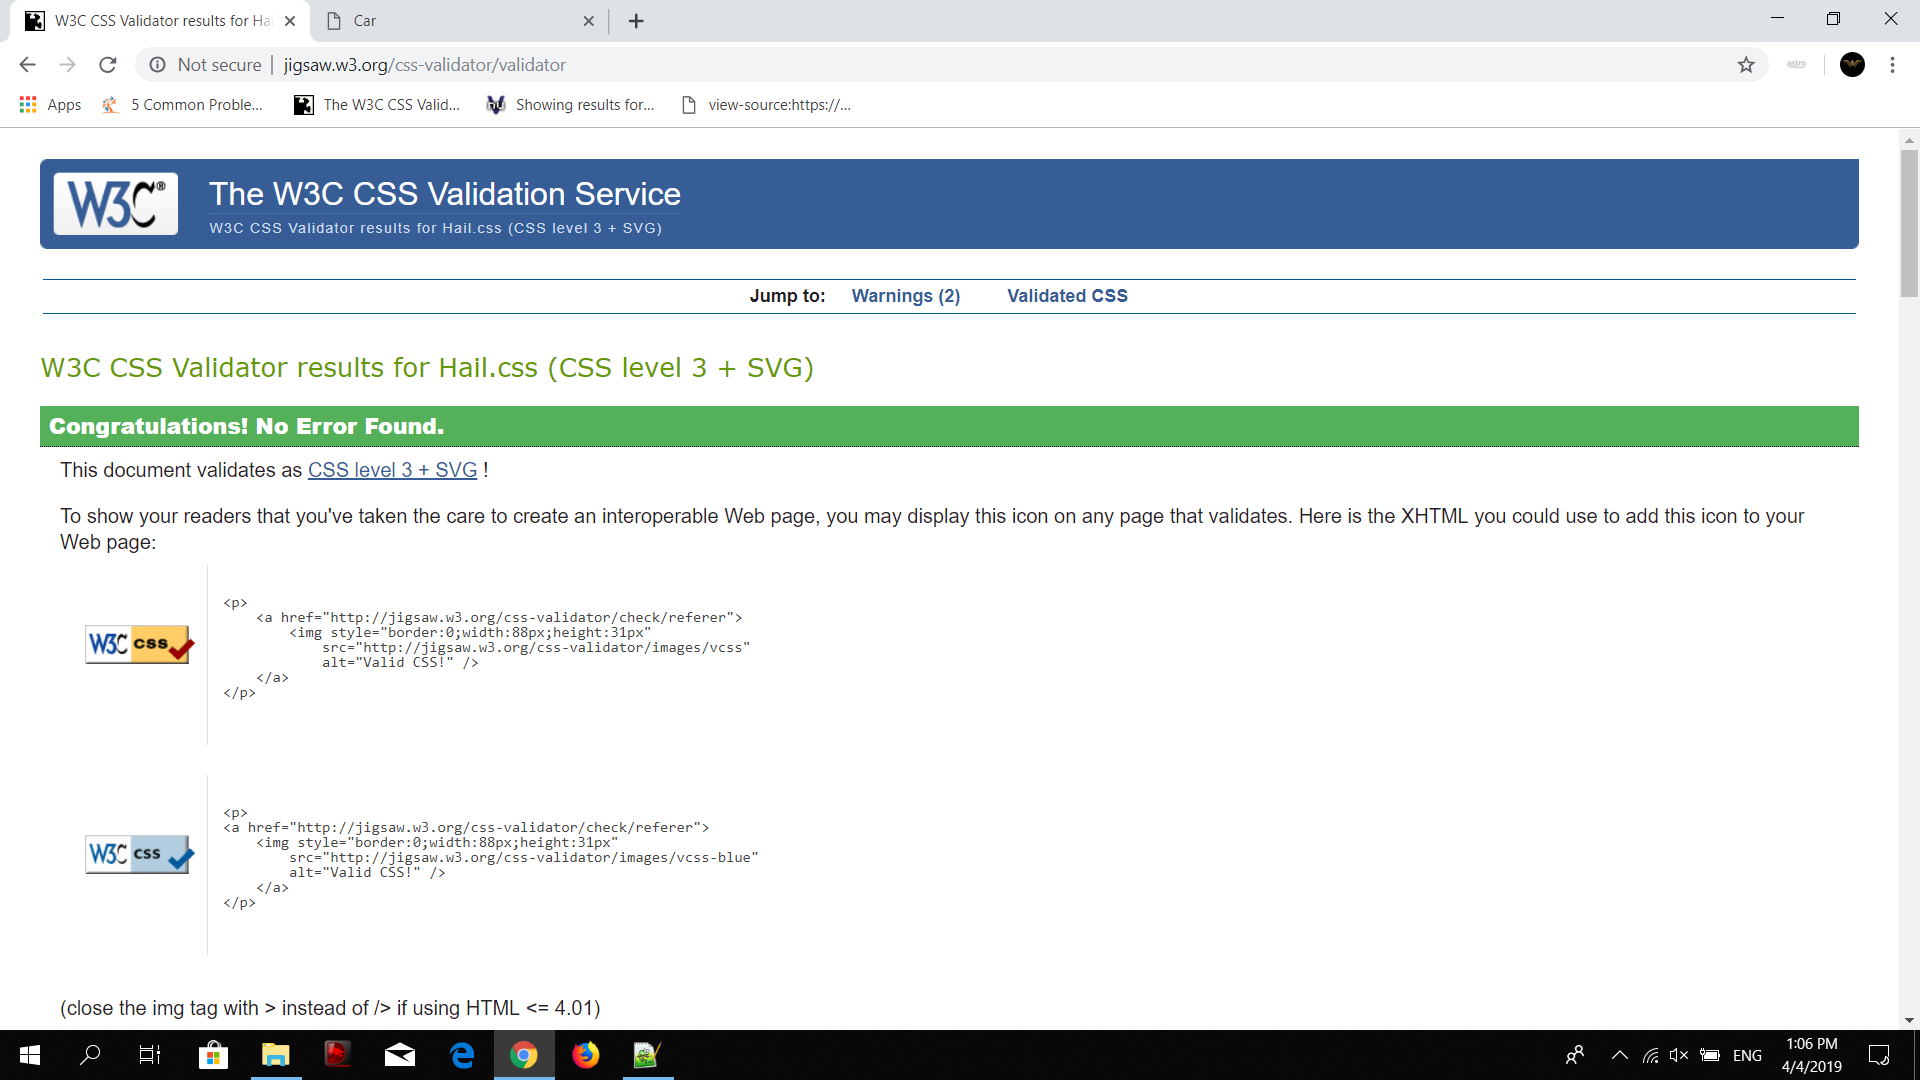 W3C CSS Validator results for Hai
Car
Not secure | jigsaw.w3.org/css-validator/validator
astro
Apps
5 Common Proble...
The W3C CSS Valid...
Showing results for...
view-source:https://...
W3C®
The W3C CSS Validation Service
W3C CSS Validator results for Hail.css (CSS level 3 + SVG)
Jump to: Warnings (2) Validated CSS
W3C CSS Validator results for Hail.css (CSS level 3 + SVG)
Congratulations! No Error Found.
This document validates as CSS level 3 + SVG !
To show your readers that you've taken the care to create an interoperable Web page, you may display this icon on any page that validates. Here is the XHTML you could use to add this icon to your
Web page:
W3C css
<p>
<a href="http://jigsaw.w3.org/css-validator/check/referer">
<img style="border:0;width:88px;height:31px"
src="http://jigsaw.w3.org/css-validator/images/vcss"
alt="Valid CSS!" />
</a>
</p>
W3C css
<p>
<a href="http://jigsaw.w3.org/css-validator/check/referer">
<img style="border:0;width:88px;height:31px"
src="http://jigsaw.w3.org/css-validator/images/vcss-blue"
alt="Valid CSS!" />
</a>
</p>
(close the img tag with > instead of /> if using HTML <= 4.01)
ENG
1:06 PM
4/4/2019